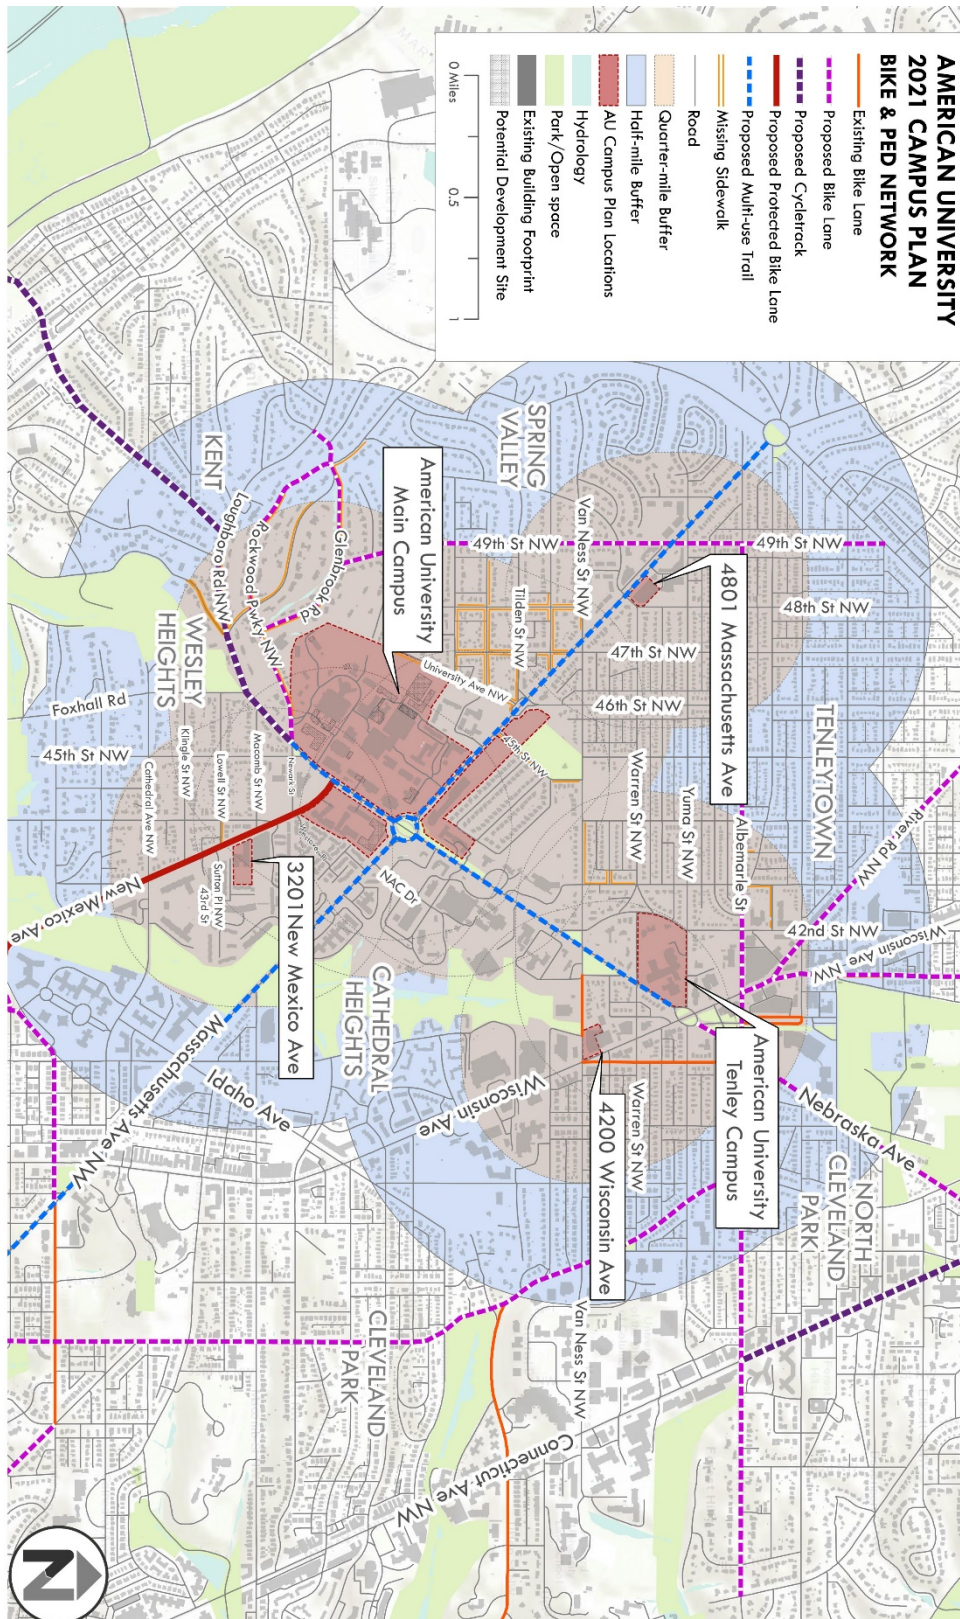 AMERICAN UNIVERSITY
2021 CAMPUS PLAN
BIKE & PED NETWORK
Existing Bike Lane
Proposed Bike Lane
Proposed Cycletrack
Proposed Protected Bike Lane
Proposed Multi-use Trail
Missing Sidewalk
Road
Quarter-mile Buffer
Half-mile Buffer
AU Campus Plan Locations
Hydrology
Park/Open space
Existing Building Footprint
Potential Development Site
0 Miles
0.5
1
SPRING
VALLEY
KENT
WESLEY
HEIGHTS
TENLEYTOWN
CATHEDRAL
HEIGHTS
NORTH
CLEVELAND
PARK
CLEVELAND
PARK
American University
Main Campus
4801 Massachusetts Ave
3201 New Mexico Ave
American University
Tenley Campus
4200 Wisconsin Ave
49th St NW
49th St NW
48th St NW
47th St NW
46th St NW
45th St NW
45th St NW
42nd St NW
43rd St
Van Ness St NW
Van Ness St NW
Tilden St NW
University Ave NW
Warren St NW
Warren St NW
Yuma St NW
Albemarle St
River Rd NW
Wisconsin Ave NW
Wisconsin Ave
Nebraska Ave
Loughboro Rd NW
Rockwood Pwky NW
Glenbrook Rd
Foxhall Rd
Newark St
Macomb St NW
Lowell St NW
Klingle St NW
Cathedral Ave NW
Sutton Pl NW
NAC Dr
New Mexico Ave
Massachusetts Ave NW
Idaho Ave
Connecticut Ave NW
N